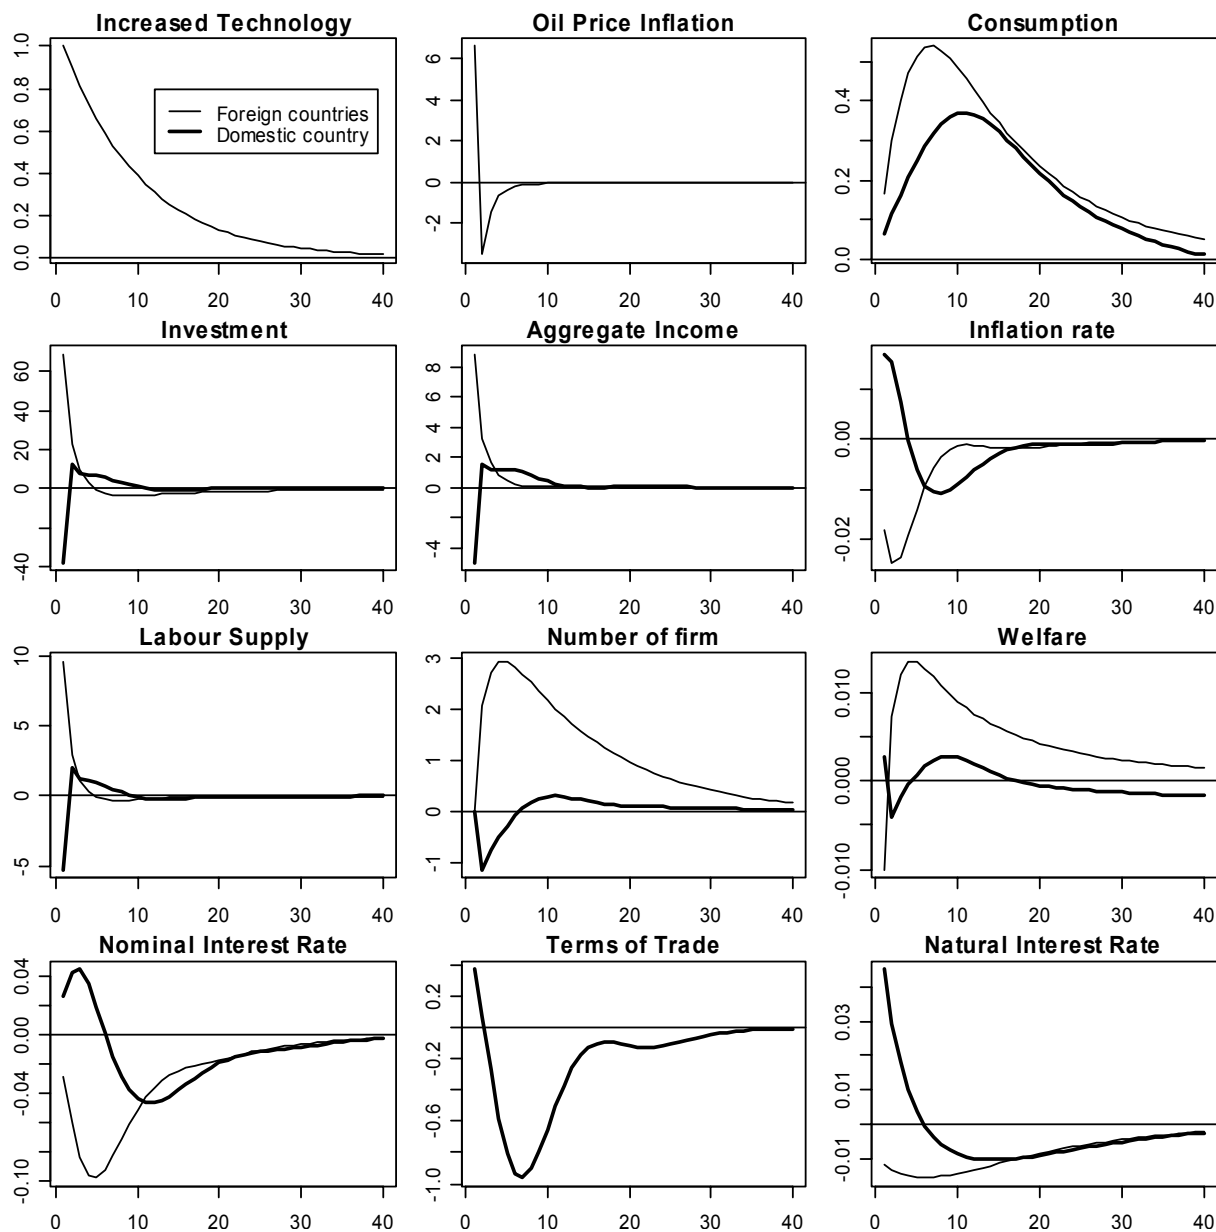 Increased Technology
Oil Price Inflation
Consumption
0.0 0.2 0.4 0.6 0.8 1.0
Foreign countries
Domestic country
-2 0 2 4 6
0.0 0.2 0.4
0 10 20 30 40
0 10 20 30 40
0 10 20 30 40
Investment
Aggregate Income
Inflation rate
-40 0 20 40 60
-4 0 2 4 6 8
-0.02 0.00
0 10 20 30 40
0 10 20 30 40
0 10 20 30 40
Labour Supply
Number of firm
Welfare
-5 0 5 10
-1 0 1 2 3
-0.010 0.000 0.010
0 10 20 30 40
0 10 20 30 40
0 10 20 30 40
Nominal Interest Rate
Terms of Trade
Natural Interest Rate
-0.10 -0.04 0.00 0.04
-1.0 -0.6 -0.2 0.2
-0.01 0.01 0.03
0 10 20 30 40
0 10 20 30 40
0 10 20 30 40